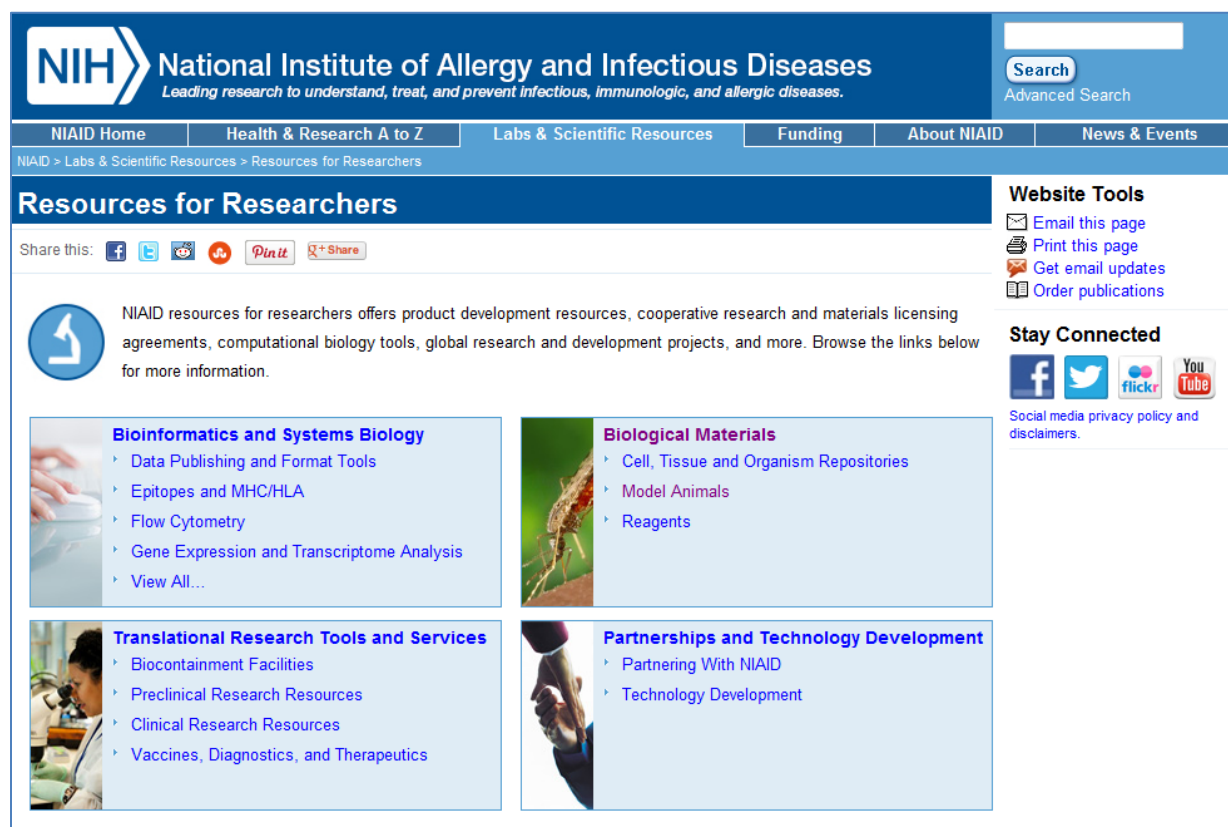 NIH National Institute of Allergy and Infectious Diseases
Leading research to understand, treat, and prevent infectious, immunologic, and allergic diseases.
Search
Advanced Search
NIAID Home Health & Research A to Z Labs & Scientific Resources Funding About NIAID News & Events
NIAID > Labs & Scientific Resources > Resources for Researchers
Resources for Researchers
Share this: Pin it g+ Share
NIAID resources for researchers offers product development resources, cooperative research and materials licensing
agreements, computational biology tools, global research and development projects, and more. Browse the links below
for more information.
Bioinformatics and Systems Biology
Data Publishing and Format Tools
Epitopes and MHC/HLA
Flow Cytometry
Gene Expression and Transcriptome Analysis
View All...
Biological Materials
Cell, Tissue and Organism Repositories
Model Animals
Reagents
Translational Research Tools and Services
Biocontainment Facilities
Preclinical Research Resources
Clinical Research Resources
Vaccines, Diagnostics, and Therapeutics
Partnerships and Technology Development
Partnering With NIAID
Technology Development
Website Tools
Email this page
Print this page
Get email updates
Order publications
Stay Connected
flickr You Tube
Social media privacy policy and
disclaimers.